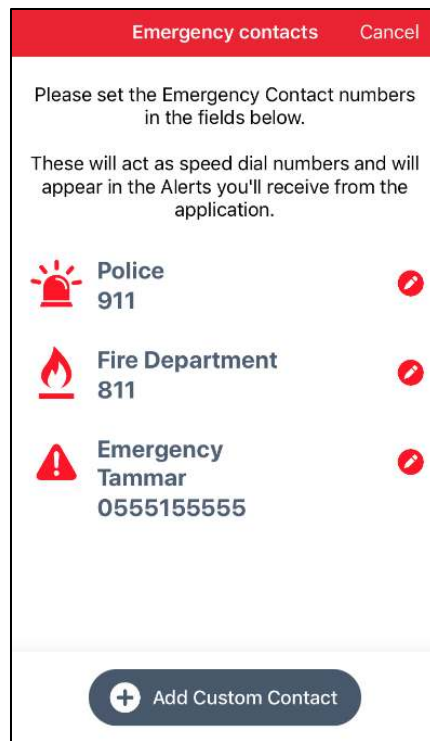 Emergency contacts Cancel
Please set the Emergency Contact numbers
in the fields below.
These will act as speed dial numbers and will
appear in the Alerts you'll receive from the
application.
Police
911
Fire Department
811
Emergency
Tammar
0555155555
Add Custom Contact